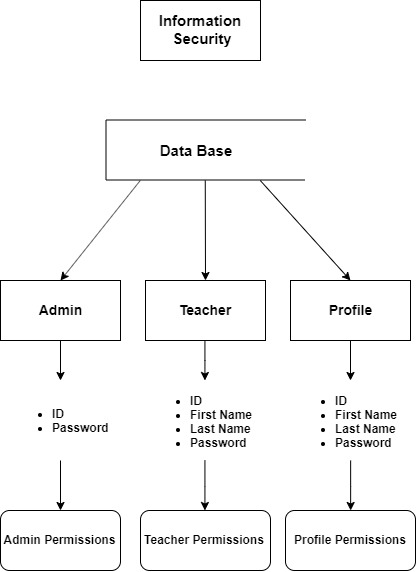 Information
Security
Data Base
Admin
Teacher
Profile
• ID
• Password
• ID
• First Name
• Last Name
• Password
• ID
• First Name
• Last Name
• Password
Admin Permissions
Teacher Permissions
Profile Permissions